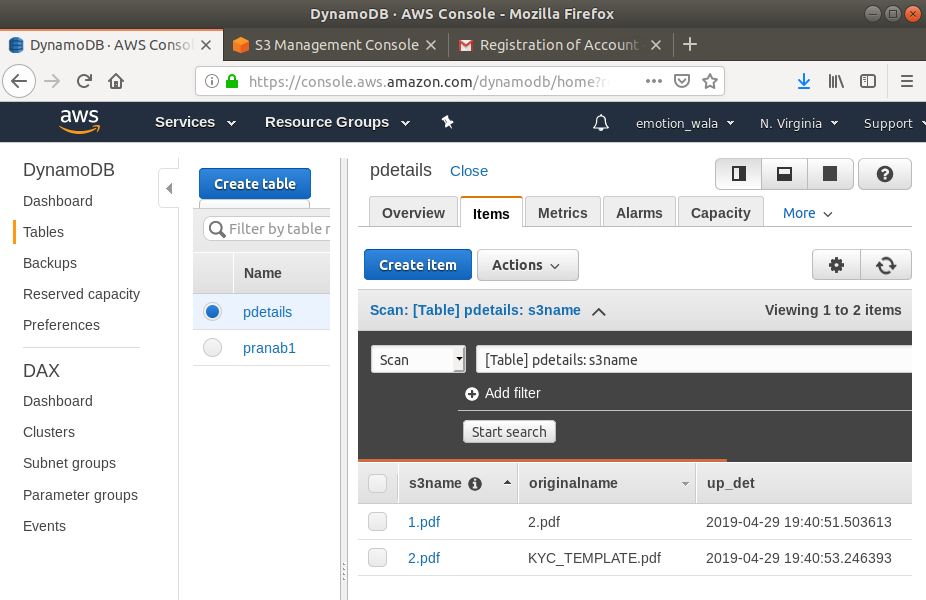 DynamoDB · AWS Console - Mozilla Firefox
DynamoDB · AWS Consol
S3 Management Console
Registration of Account
https://console.aws.amazon.com/dynamodb/home?r
aws
Services
Resource Groups
emotion_wala
N. Virginia
Support
DynamoDB
Dashboard
Tables
Backups
Reserved capacity
Preferences
DAX
Dashboard
Clusters
Subnet groups
Parameter groups
Events
Create table
Filter by table n
Name
pdetails
pranab1
pdetails Close
Overview Items Metrics Alarms Capacity More
Create item Actions
Scan: [Table] pdetails: s3name Viewing 1 to 2 items
Scan [Table] pdetails: s3name
Add filter
Start search
s3name originalname up_det
1.pdf 2.pdf 2019-04-29 19:40:51.503613
2.pdf KYC_TEMPLATE.pdf 2019-04-29 19:40:53.246393